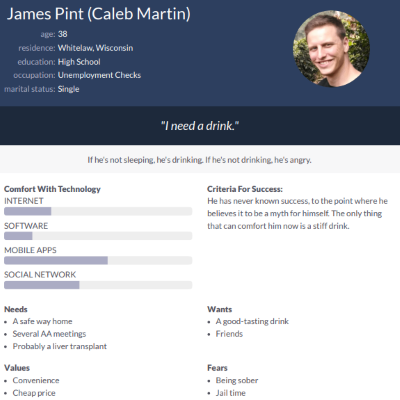 James Pint (Caleb Martin)
age: 38
residence: Whitelaw, Wisconsin
education: High School
occupation: Unemployment Checks
marital status: Single
"I need a drink."
If he's not sleeping, he's drinking. If he's not drinking, he's angry.
Comfort With Technology
INTERNET
SOFTWARE
MOBILE APPS
SOCIAL NETWORK
Criteria For Success:
He has never known success, to the point where he
believes it to be a myth for himself. The only thing
that can comfort him now is a stiff drink.
Needs
• A safe way home
• Several AA meetings
• Probably a liver transplant
Wants
• A good-tasting drink
• Friends
Values
• Convenience
• Cheap price
Fears
• Being sober
• Jail time